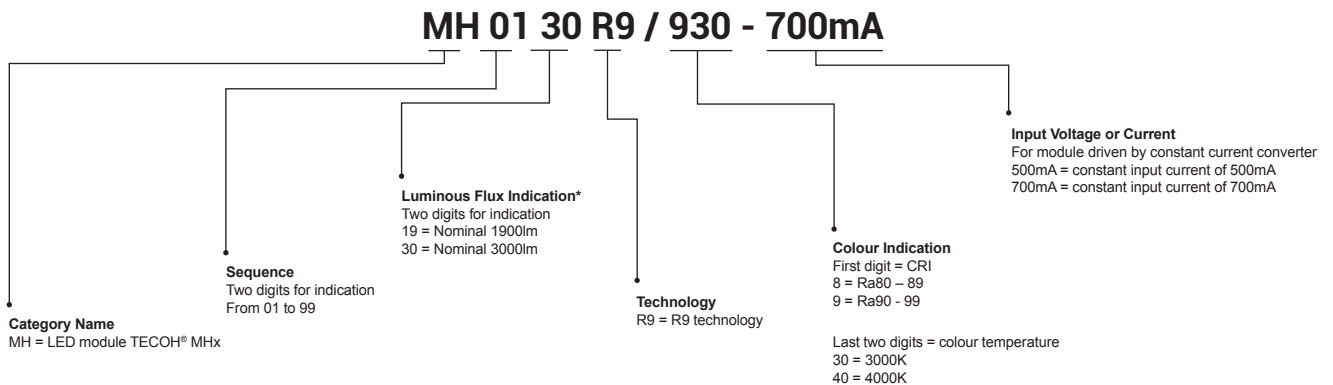 MH 01 30 R9 / 930 - 700mA
Input Voltage or Current
For module driven by constant current converter
500mA = constant input current of 500mA
700mA = constant input current of 700mA
Luminous Flux Indication*
Two digits for indication
19 = Nominal 1900lm
30 = Nominal 3000lm
Colour Indication
First digit = CRI
8 = Ra80 – 89
9 = Ra90 - 99
Last two digits = colour temperature
30 = 3000K
40 = 4000K
Sequence
Two digits for indication
From 01 to 99
Technology
R9 = R9 technology
Category Name
MH = LED module TECOH® MHx